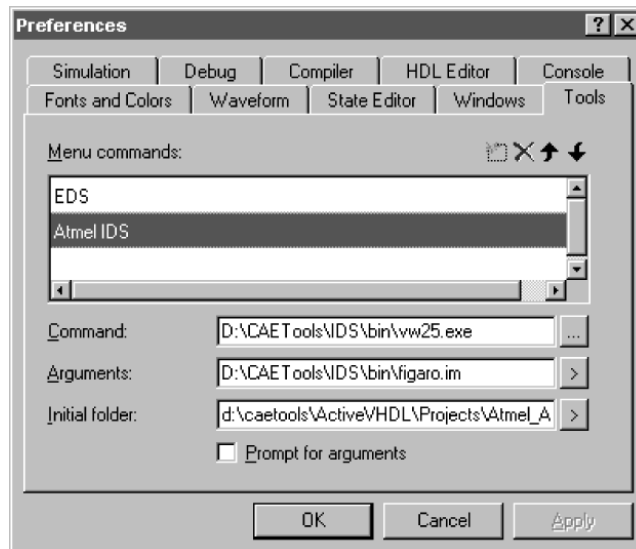 Preferences
Simulation Debug Compiler HDL Editor Console
Fonts and Colors Waveform State Editor Windows Tools
Menu commands:
EDS
Atmel IDS
Command: D:\CAETools\IDS\bin\vw25.exe ...
Arguments: D:\CAETools\IDS\bin\figaro.im >
Initial folder: d:\caetools\ActiveVHDL\Projects\Atmel_A >
Prompt for arguments
OK Cancel Apply